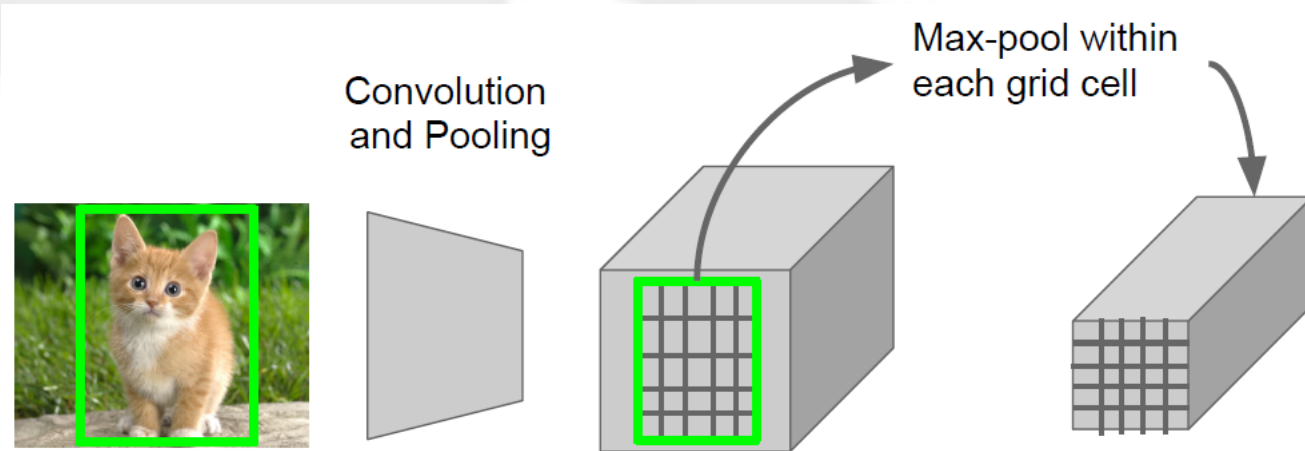 Convolution
and Pooling
Max-pool within
each grid cell